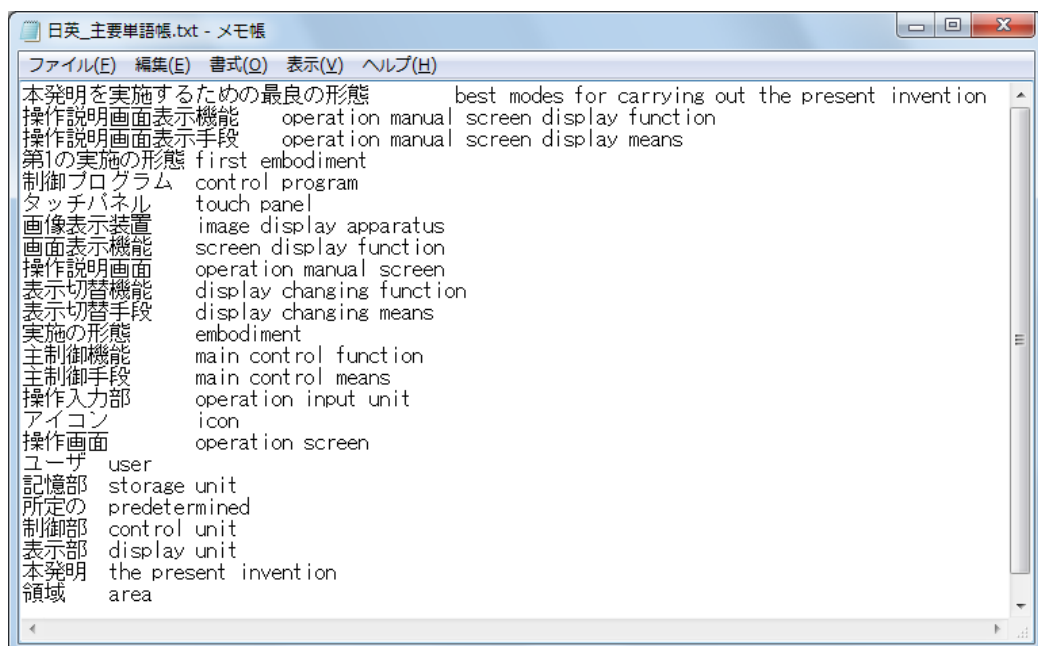 日英_主要単語帳.txt - メモ帳
ファイル(F) 編集(E) 書式(O) 表示(V) ヘルプ(H)
本発明を実施するための最良の形態 best modes for carrying out the present invention
操作説明画面表示機能 operation manual screen display function
操作説明画面表示手段 operation manual screen display means
第1の実施の形態 first embodiment
制御プログラム control program
タッチパネル touch panel
画像表示装置 image display apparatus
画面表示機能 screen display function
操作説明画面 operation manual screen
表示切替機能 display changing function
表示切替手段 display changing means
実施の形態 embodiment
主制御機能 main control function
主制御手段 main control means
操作入力部 operation input unit
アイコン icon
操作画面 operation screen
ユーザ user
記憶部 storage unit
所定の predetermined
制御部 control unit
表示部 display unit
本発明 the present invention
領域 area